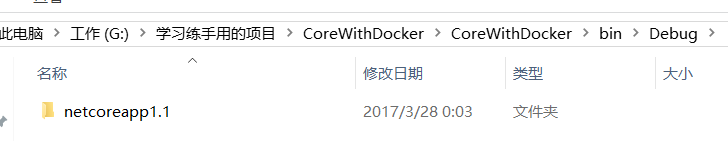 此电脑 › 工作 (G:) › 学习练手用的项目 › CoreWithDocker › CoreWithDocker › bin › Debug ›
名称 修改日期 类型 大小
netcoreapp1.1 2017/3/28 0:03 文件夹